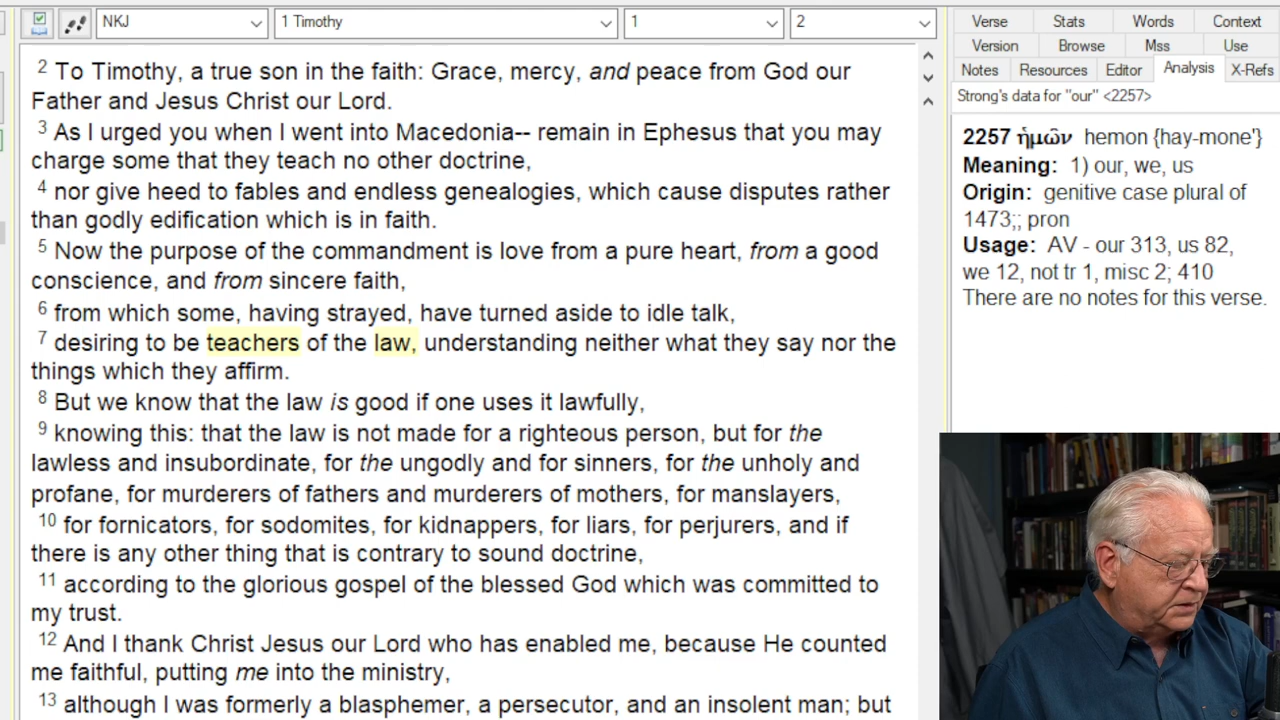 NKJ 1 Timothy 1 2
2 To Timothy, a true son in the faith: Grace, mercy, and peace from God our
Father and Jesus Christ our Lord.
3 As I urged you when I went into Macedonia-- remain in Ephesus that you may
charge some that they teach no other doctrine,
4 nor give heed to fables and endless genealogies, which cause disputes rather
than godly edification which is in faith.
5 Now the purpose of the commandment is love from a pure heart, from a good
conscience, and from sincere faith,
6 from which some, having strayed, have turned aside to idle talk,
7 desiring to be teachers of the law, understanding neither what they say nor the
things which they affirm.
8 But we know that the law is good if one uses it lawfully,
9 knowing this: that the law is not made for a righteous person, but for the
lawless and insubordinate, for the ungodly and for sinners, for the unholy and
profane, for murderers of fathers and murderers of mothers, for manslayers,
10 for fornicators, for sodomites, for kidnappers, for liars, for perjurers, and if
there is any other thing that is contrary to sound doctrine,
11 according to the glorious gospel of the blessed God which was committed to
my trust.
12 And I thank Christ Jesus our Lord who has enabled me, because He counted
me faithful, putting me into the ministry,
13 although I was formerly a blasphemer, a persecutor, and an insolent man; but
Verse Stats Words Context
Version Browse Mss Use
Notes Resources Editor Analysis X-Refs
Strong's data for "our" <2257>
2257 ἡμῶν hemon {hay-mone'}
Meaning: 1) our, we, us
Origin: genitive case plural of
1473;; pron
Usage: AV - our 313, us 82,
we 12, not tr 1, misc 2; 410
There are no notes for this verse.